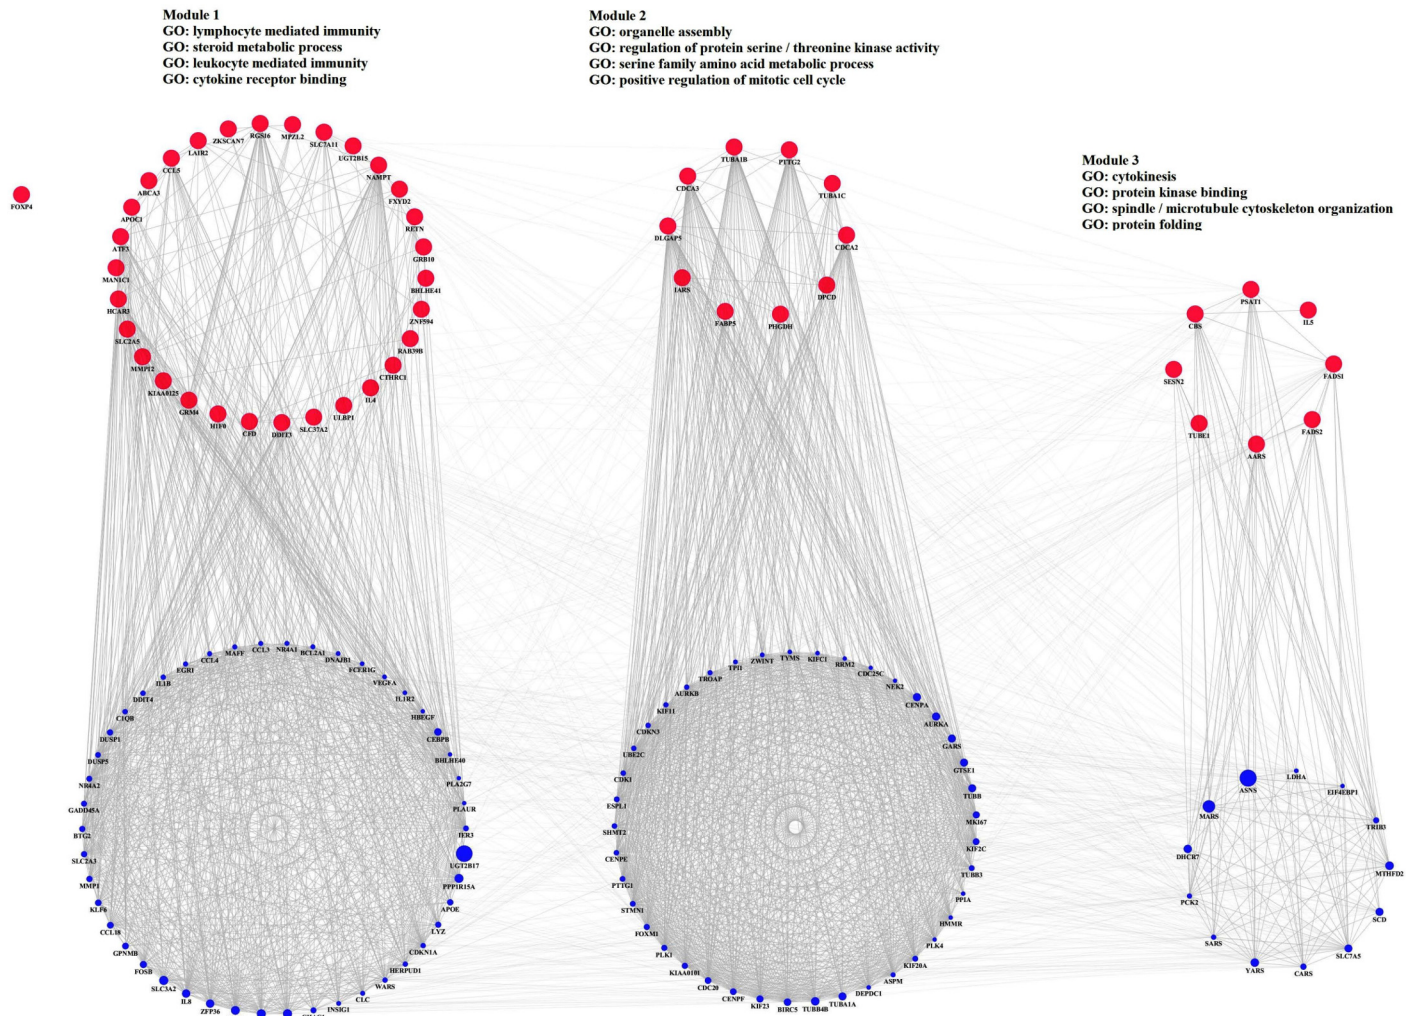 Module 1
GO: lymphocyte mediated immunity
GO: steroid metabolic process
GO: leukocyte mediated immunity
GO: cytokine receptor binding
Module 2
GO: organelle assembly
GO: regulation of protein serine / threonine kinase activity
GO: serine family amino acid metabolic process
GO: positive regulation of mitotic cell cycle
Module 3
GO: cytokinesis
GO: protein kinase binding
GO: spindle / microtubule cytoskeleton organization
GO: protein folding
FOXP4
RGS16
MPZL2
ZKSCAN7
SLC7A11
LAIR2
UGT2B15
CCL5
NAMPT
ABCA3
FXYD2
APOC1
RETN
ATF3
GRB10
MAN1C1
BHLHE41
HCAR3
ZNF594
SLC2A5
RAB39B
MMP12
CTHRC1
KIAA0125
IL4
GRM4
ULBP1
H1F0
SLC37A2
CFD
DDIT3
TUBA1B
PTTG2
CDCA3
TUBA1C
DLGAP5
CDCA2
IARS
DPCD
FABP5
PHGDH
PSAT1
CBS
IL5
SESN2
FADS1
TUBE1
FADS2
AARS
CCL3
NR4A1
MAFF
BCL2A1
CCL4
DNAJB1
EGR1
FCER1G
IL1B
VEGFA
DDIT4
IL1R2
C1QB
HBEGF
DUSP1
CEBPB
DUSP5
BHLHE40
NR4A2
PLA2G7
GADD45A
PLAUR
BTG2
IER3
SLC2A3
UGT2B17
MMP1
PPP1R15A
KLF6
APOE
CCL18
LYZ
GPNMB
CDKN1A
FOSB
HERPUD1
SLC3A2
WARS
IL8
CLC
ZFP36
INSIG1
TYMS
KIFC1
ZWINT
RRM2
TPI1
CDC25C
TROAP
NEK2
AURKB
CENPA
KIF11
AURKA
CDKN3
GARS
UBE2C
GTSE1
CDK1
TUBB
ESPL1
MKI67
SHMT2
KIF2C
CENPE
TUBB3
PTTG1
PPIA
STMN1
HMMR
FOXM1
PLK4
PLK1
KIF20A
KIAA0101
ASPM
CDC20
DEPDC1
CENPF
TUBA1A
KIF23
TUBB4B
BIRC5
LDHA
ASNS
EIF4EBP1
MARS
TRIB3
DHCR7
MTHFD2
PCK2
SCD
SARS
SLC7A5
YARS
CARS